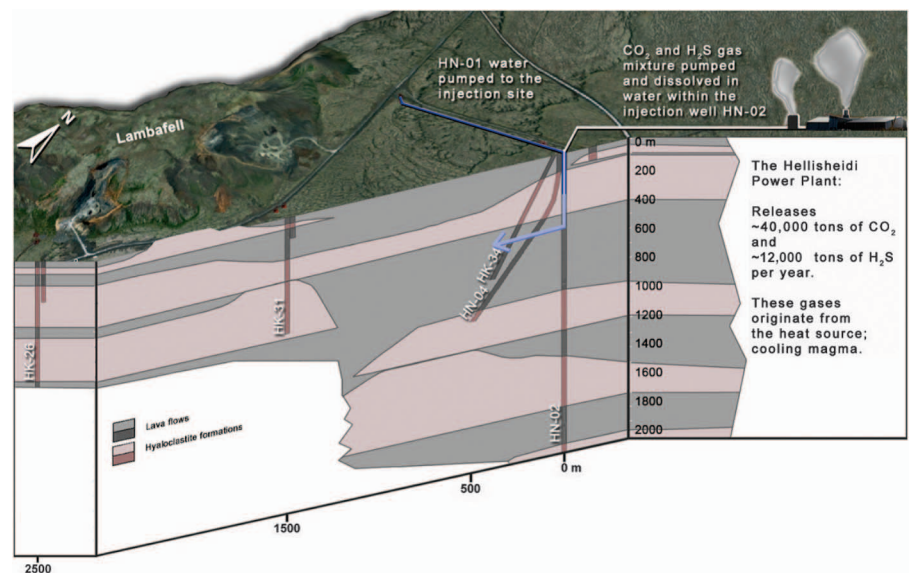 HN-01 water
pumped to the
injection site
CO₂ and H₂S gas
mixture pumped
and dissolved in
water within the
injection well HN-02
N
Lambafell
0 m
200
400
600
800
1000
1200
1400
1600
1800
2000
The Hellisheidi
Power Plant:
Releases
~40,000 tons of CO₂
and
~12,000 tons of H₂S
per year.
These gases
originate from
the heat source;
cooling magma.
HK-34
HN-04
HK-31
HK-26
HN-02
Lava flows
Hyaloclastite formations
0 m
500
1500
2500